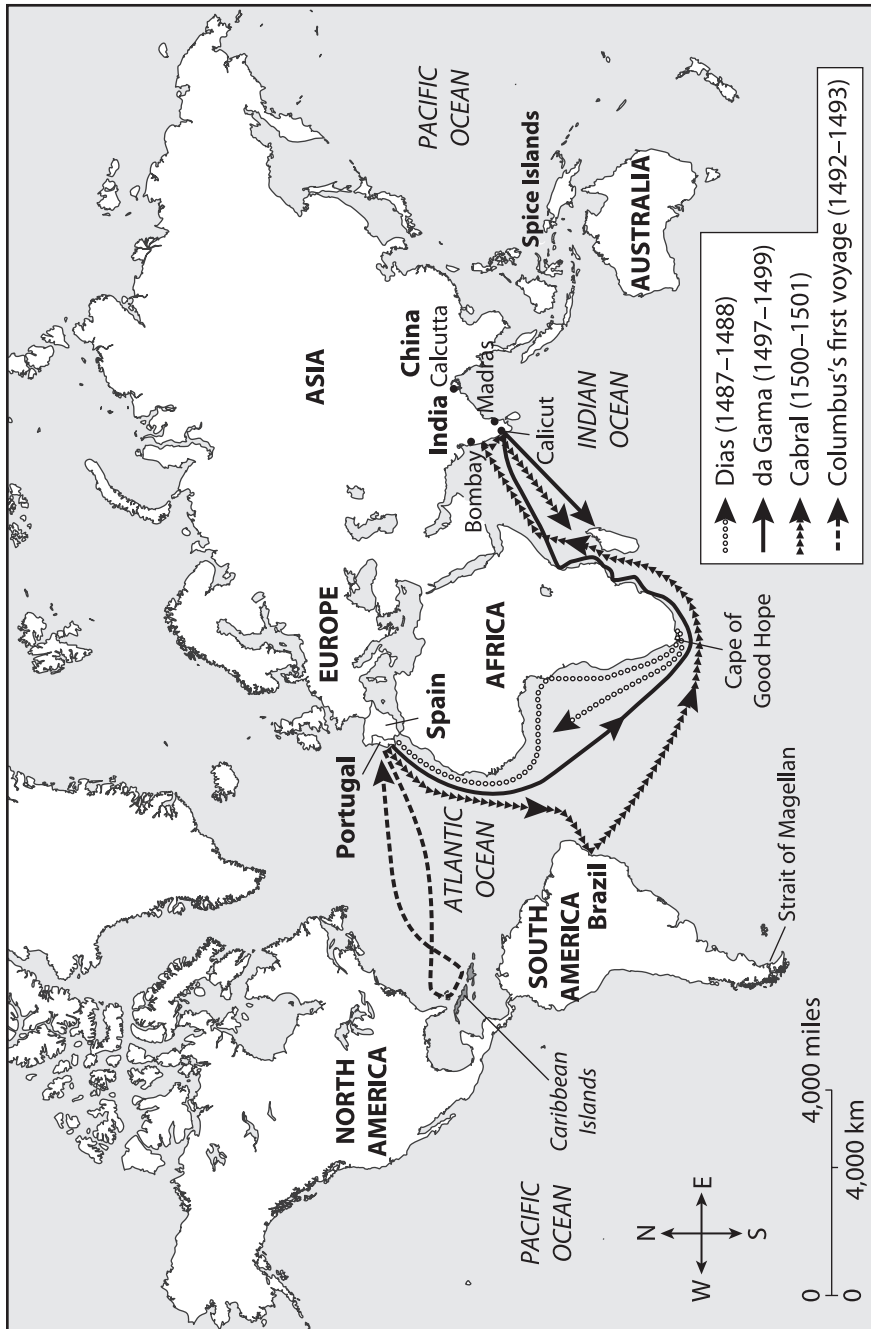 NORTH
AMERICA
PACIFIC
OCEAN
Caribbean
Islands
ATLANTIC
OCEAN
SOUTH
AMERICA
Brazil
Strait of Magellan
Portugal
Spain
EUROPE
AFRICA
Cape of
Good Hope
ASIA
China
India
Calcutta
Bombay
Madras
Calicut
INDIAN
OCEAN
PACIFIC
OCEAN
Spice Islands
AUSTRALIA
N
W
E
S
0
4,000 miles
0
4,000 km
Dias (1487–1488)
da Gama (1497–1499)
Cabral (1500–1501)
Columbus’s first voyage (1492–1493)